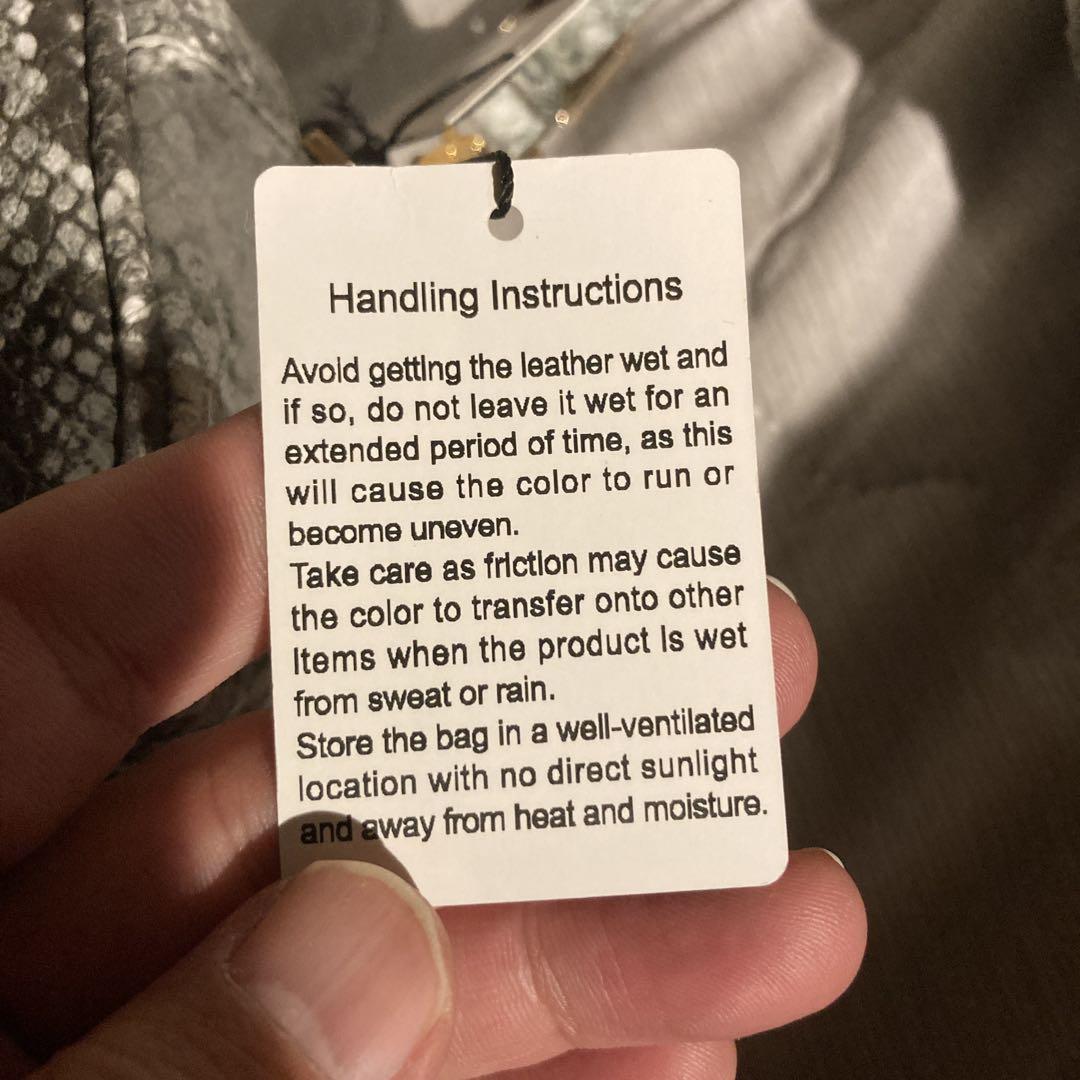 Handling Instructions
Avoid getting the leather wet and
if so, do not leave it wet for an
extended period of time, as this
will cause the color to run or
become uneven.
Take care as friction may cause
the color to transfer onto other
items when the product is wet
from sweat or rain.
Store the bag in a well-ventilated
location with no direct sunlight
and away from heat and moisture.